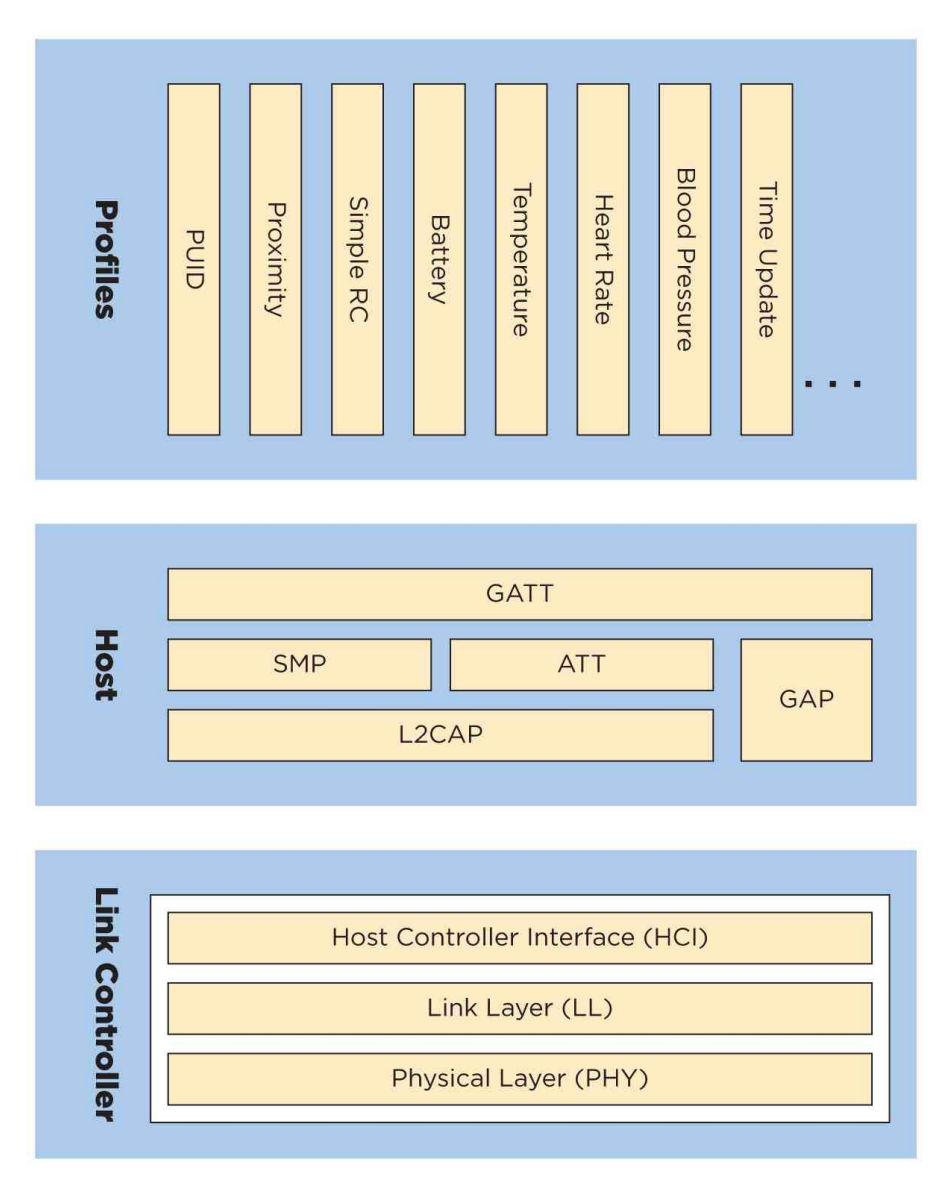 Profiles
PUID
Proximity
Simple RC
Battery
Temperature
Heart Rate
Blood Pressure
Time Update
. . .
Host
GATT
SMP
ATT
GAP
L2CAP
Link Controller
Host Controller Interface (HCI)
Link Layer (LL)
Physical Layer (PHY)